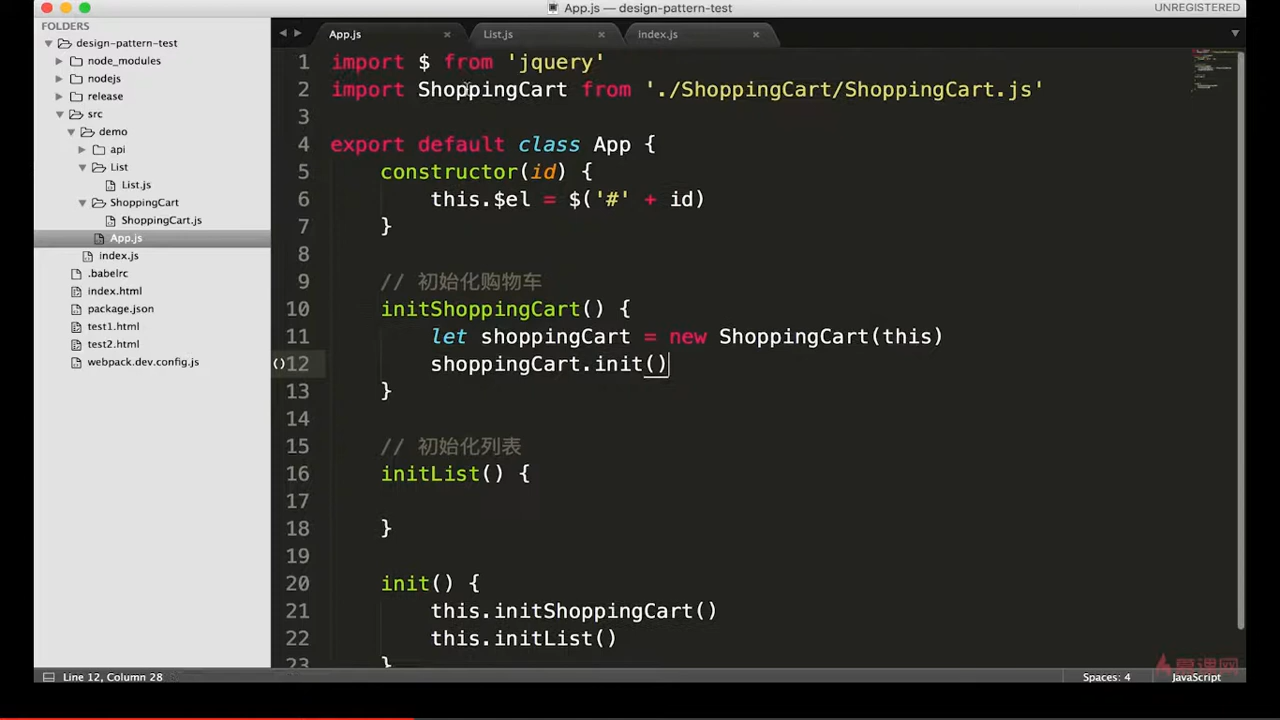 App.js — design-pattern-test
UNREGISTERED
FOLDERS
design-pattern-test
node_modules
nodejs
release
src
demo
api
List
List.js
ShoppingCart
ShoppingCart.js
App.js
index.js
.babelrc
index.html
package.json
test1.html
test2.html
webpack.dev.config.js
App.js × List.js × index.js ×
1 import $ from 'jquery'
2 import ShoppingCart from './ShoppingCart/ShoppingCart.js'
3
4 export default class App {
5 constructor(id) {
6 this.$el = $('#' + id)
7 }
8
9 // 初始化购物车
10 initShoppingCart() {
11 let shoppingCart = new ShoppingCart(this)
12 shoppingCart.init()
13 }
14
15 // 初始化列表
16 initList() {
17
18 }
19
20 init() {
21 this.initShoppingCart()
22 this.initList()
23 }
慕课网
Line 12, Column 28
Spaces: 4
JavaScript